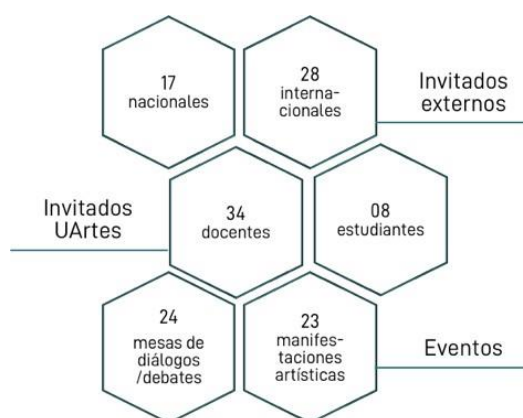 17
nacionales
28
interna-
cionales
Invitados
externos
Invitados
UArtes
34
docentes
08
estudiantes
24
mesas de
diálogos
/debates
23
manifes-
taciones
artísticas
Eventos